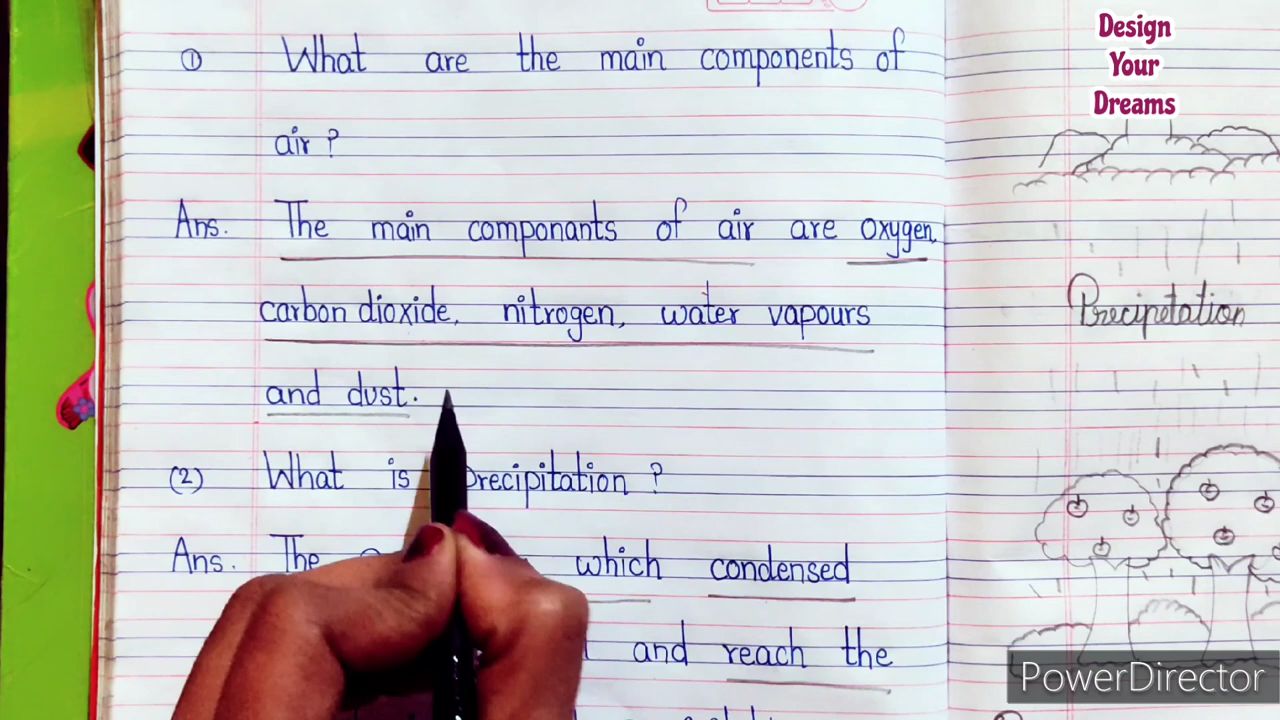 ① What are the main components of
air ?
Ans. The main componants of air are oxygen,
carbon dioxide, nitrogen, water vapours
and dust.
(2) What is precipitation ?
Ans. The which condensed
and reach the
Design
Your
Dreams
Precipetation
PowerDirector